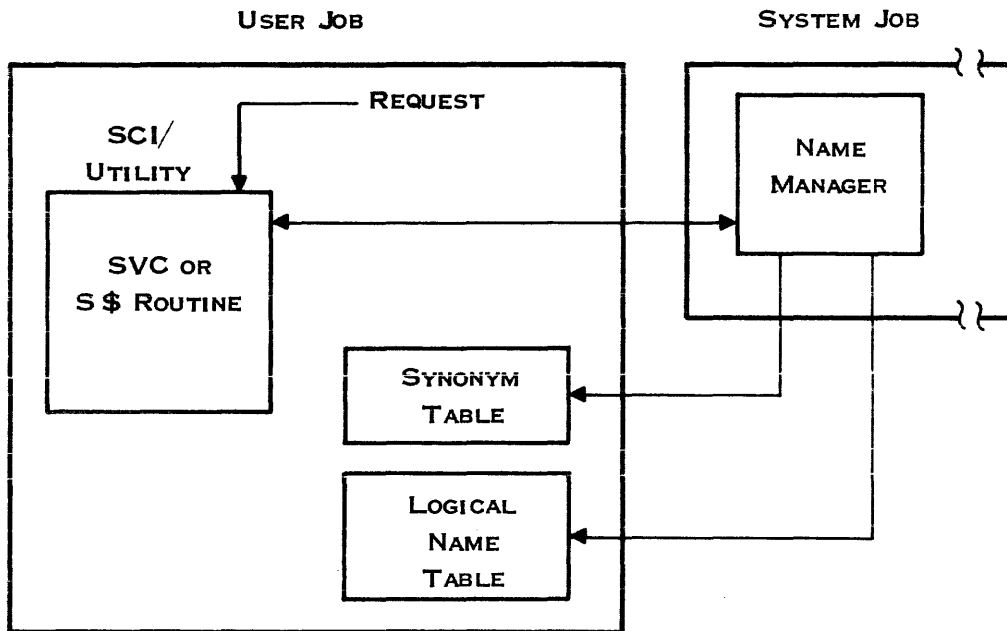 USER JOB
SYSTEM JOB
REQUEST
SCI/
UTILITY
SVC OR
S$ ROUTINE
NAME
MANAGER
SYNONYM
TABLE
LOGICAL
NAME
TABLE